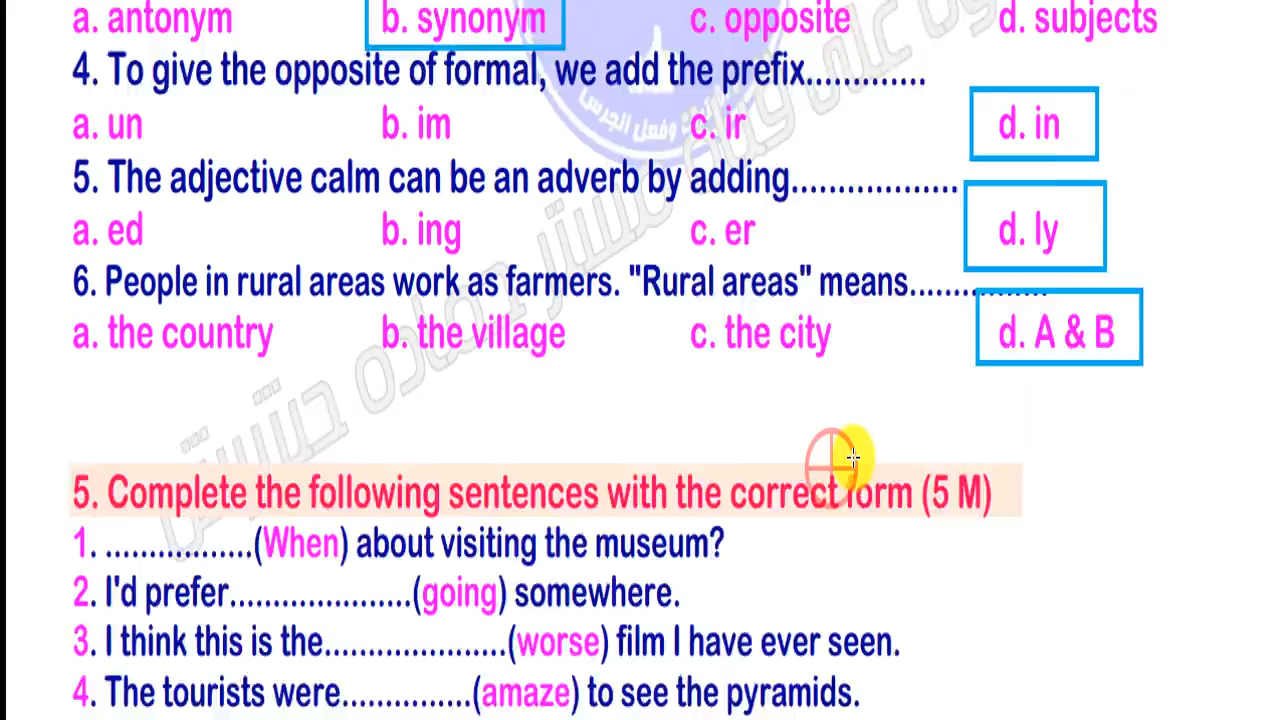 a. antonym b. synonym c. opposite d. subjects
4. To give the opposite of formal, we add the prefix.............
a. un b. im c. ir d. in
5. The adjective calm can be an adverb by adding..................
a. ed b. ing c. er d. ly
6. People in rural areas work as farmers. "Rural areas" means...............
a. the country b. the village c. the city d. A & B
5. Complete the following sentences with the correct form (5 M)
1. .................(When) about visiting the museum?
2. I'd prefer.....................(going) somewhere.
3. I think this is the.....................(worse) film I have ever seen.
4. The tourists were...............(amaze) to see the pyramids.